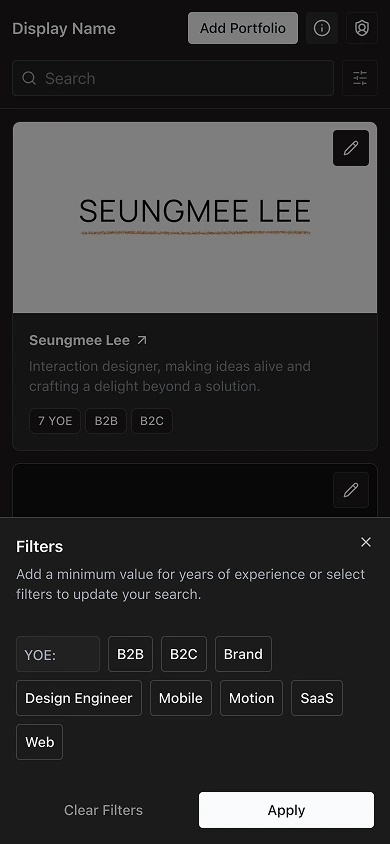 Display Name
Add Portfolio
Search
SEUNGMEE LEE
Seungmee Lee
Interaction designer, making ideas alive and
crafting a delight beyond a solution.
7 YOE B2B B2C
Filters
Add a minimum value for years of experience or select
filters to update your search.
YOE: B2B B2C Brand
Design Engineer Mobile Motion SaaS
Web
Clear Filters Apply